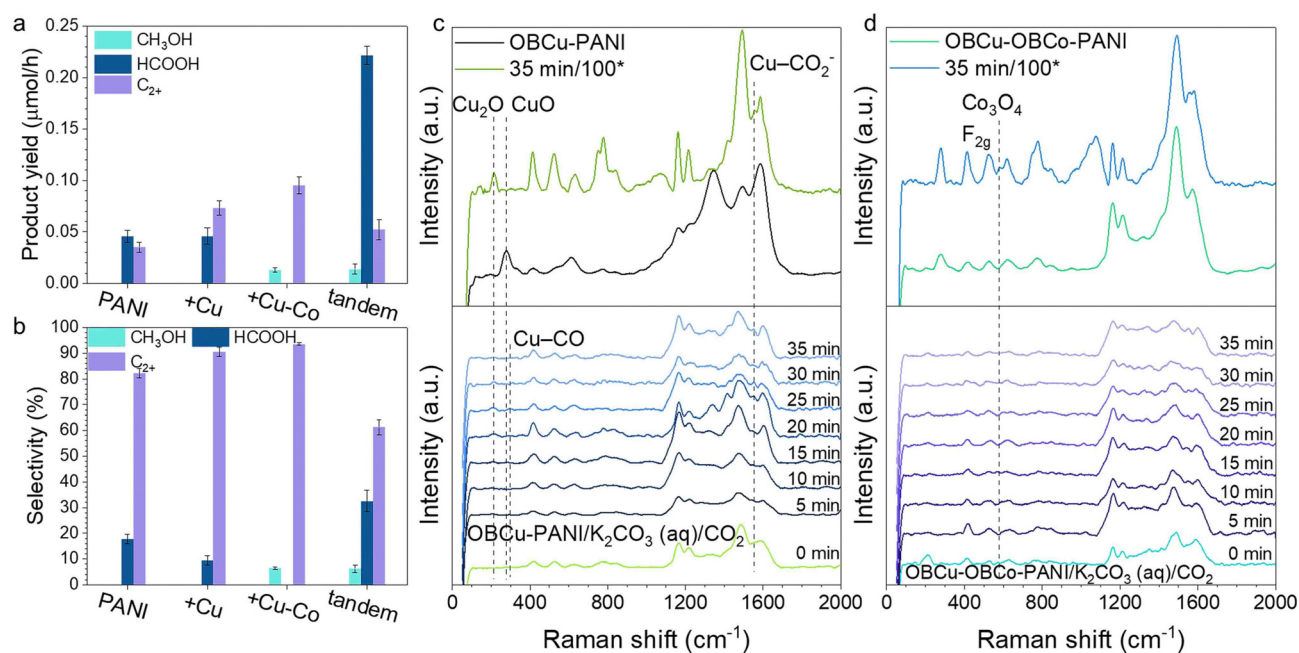 a
CH₃OH
HCOOH
C₂₊
Product yield (μmol/h)
0.25
0.20
0.15
0.10
0.05
0.00
PANI
+Cu
+Cu-Co
tandem
b
CH₃OH
HCOOH
C₂₊
Selectivity (%)
100
90
80
70
60
50
40
30
20
10
0
PANI
+Cu
+Cu-Co
tandem
c
OBCu-PANI
35 min/100*
Cu–CO₂⁻
Cu₂O
CuO
Intensity (a.u.)
Cu–CO
35 min
30 min
25 min
20 min
15 min
10 min
5 min
OBCu-PANI/K₂CO₃ (aq)/CO₂
0 min
Intensity (a.u.)
0 400 800 1200 1600 2000
Raman shift (cm⁻¹)
d
OBCu-OBCo-PANI
35 min/100*
Co₃O₄
F₂g
Intensity (a.u.)
35 min
30 min
25 min
20 min
15 min
10 min
5 min
0 min
OBCu-OBCo-PANI/K₂CO₃ (aq)/CO₂
Intensity (a.u.)
0 400 800 1200 1600 2000
Raman shift (cm⁻¹)